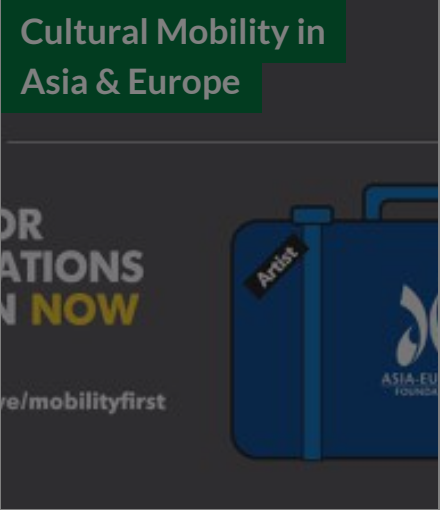 Cultural Mobility in
Asia & Europe
OR
ATIONS
N NOW
Artist
ve/mobilityfirst
ASIA-EU
FOUNDA